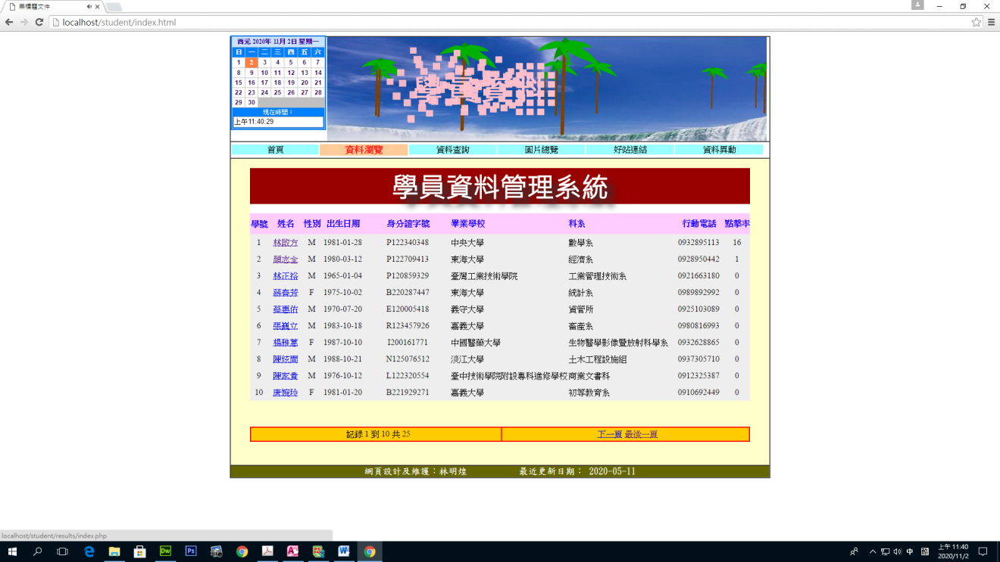 無標題文件
localhost/student/index.html
西元 2020年 11月 2日 星期一
日 一 二 三 四 五 六
1 2 3 4 5 6 7
8 9 10 11 12 13 14
15 16 17 18 19 20 21
22 23 24 25 26 27 28
29 30
現在時間：
上午11:40:29
學員資料
首頁 資料瀏覽 資料查詢 圖片總覽 好站連結 資料異動
學員資料管理系統
學號 姓名 性別 出生日期 身分證字號 畢業學校 科系 行動電話 點擊率
1 林啟方 M 1981-01-28 P122340348 中央大學 數學系 0932895113 16
2 顏志全 M 1980-03-12 P122709413 東海大學 經濟系 0928950442 1
3 林正裕 M 1965-01-04 P120859329 臺灣工業技術學院 工業管理技術系 0921663180 0
4 蔣春芳 F 1975-10-02 B220287447 東海大學 統計系 0989892992 0
5 蔡惠佑 M 1970-07-20 E120005418 義守大學 資管所 0925103089 0
6 張巍立 M 1983-10-18 R123457926 嘉義大學 畜產系 0980816993 0
7 楊雅蕙 F 1987-10-10 I200161771 中國醫藥大學 生物醫學影像暨放射科學系 0932628865 0
8 陳炫閔 M 1988-10-21 N125076512 淡江大學 土木工程設施組 0937305710 0
9 陳家貴 M 1976-10-12 L122320554 臺中技術學院附設專科進修學校 商業文書科 0912325387 0
10 唐婉玲 F 1981-01-20 B221929271 嘉義大學 初等教育系 0910692449 0
記錄 1 到 10 共 25 下一頁 最後一頁
網頁設計及維護：林明煌 最近更新日期： 2020-05-11
localhost/student/results/index.php
Dw
Ps
中
上午 11:40
2020/11/2